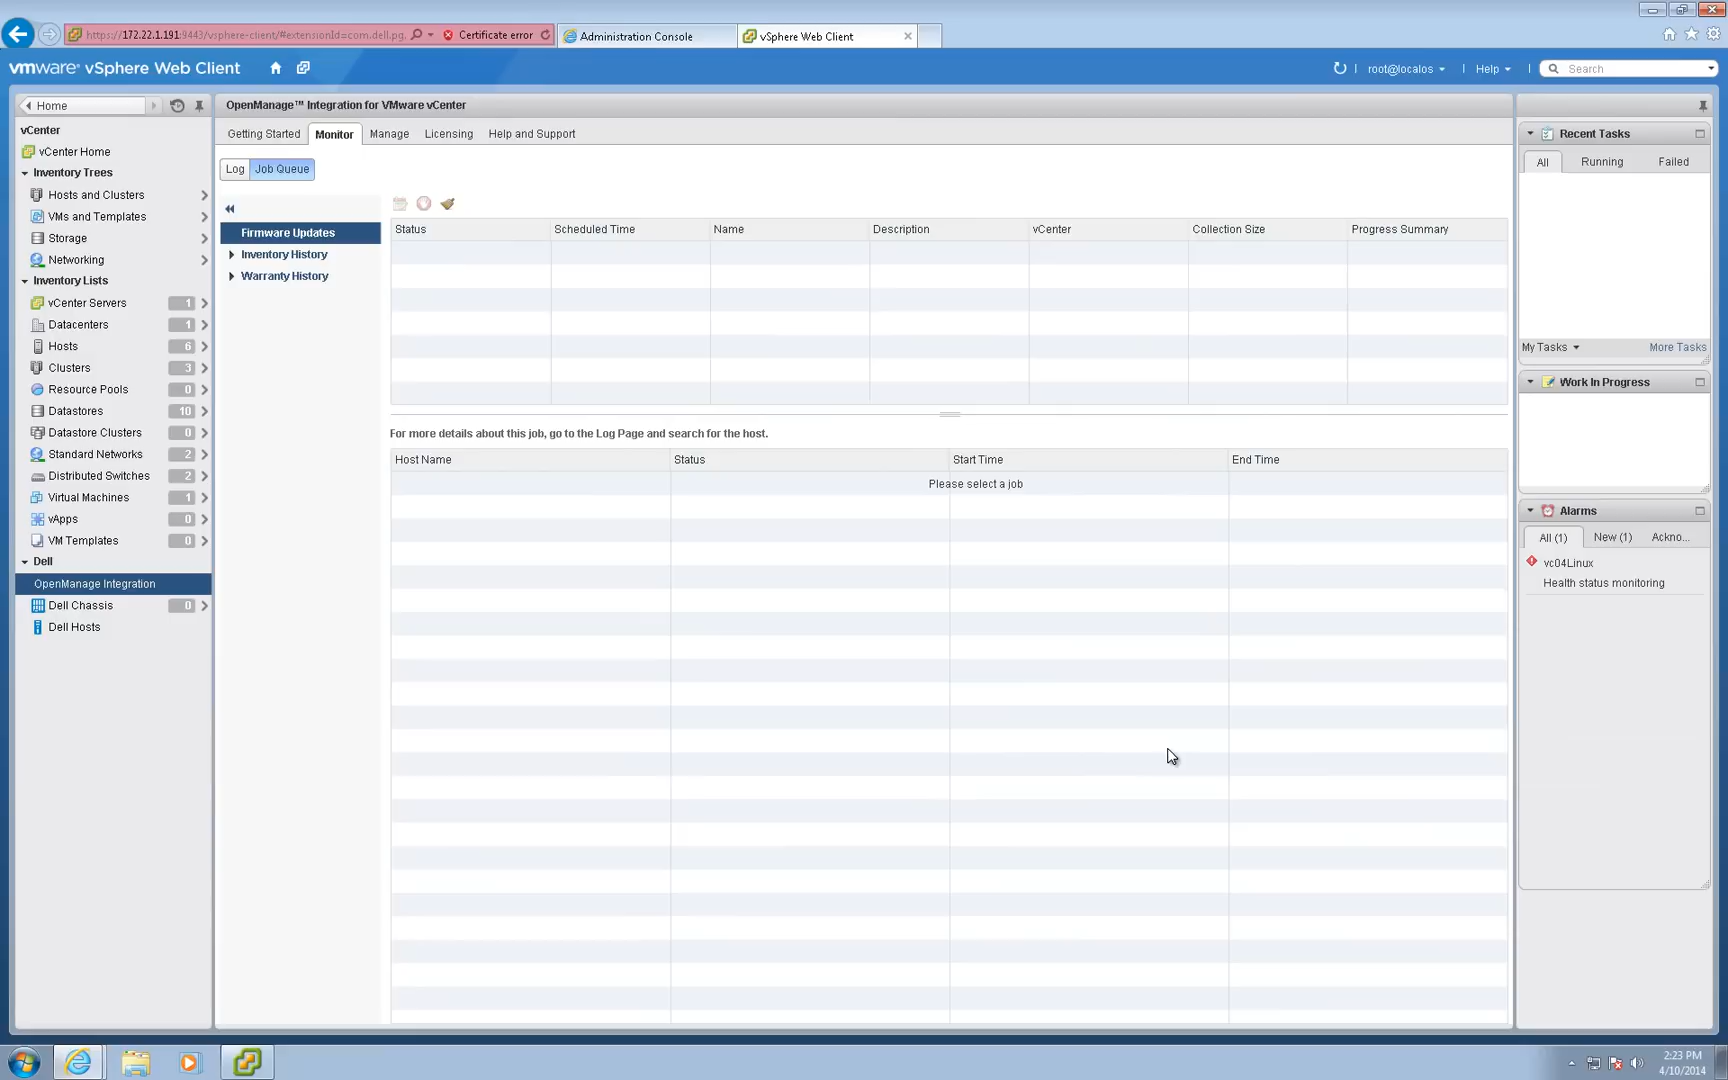 https://172.22.1.191:9443/vsphere-client/#extensionId=com.dell.pg.
Certificate error
Administration Console
vSphere Web Client
vmware® vSphere Web Client
root@localos
Help
Search
Home
OpenManage™ Integration for VMware vCenter
Getting Started
Monitor
Manage
Licensing
Help and Support
Log
Job Queue
vCenter
vCenter Home
Inventory Trees
Hosts and Clusters
VMs and Templates
Storage
Networking
Inventory Lists
vCenter Servers 1
Datacenters 1
Hosts 6
Clusters 3
Resource Pools 0
Datastores 10
Datastore Clusters 0
Standard Networks 2
Distributed Switches 2
Virtual Machines 1
vApps 0
VM Templates 0
Dell
OpenManage Integration
Dell Chassis 0
Dell Hosts
Firmware Updates
Inventory History
Warranty History
Status Scheduled Time Name Description vCenter Collection Size Progress Summary
For more details about this job, go to the Log Page and search for the host.
Host Name Status Start Time End Time
Please select a job
Recent Tasks
All Running Failed
My Tasks More Tasks
Work In Progress
Alarms
All (1) New (1) Ackno...
vc04Linux
Health status monitoring
2:23 PM
4/10/2014